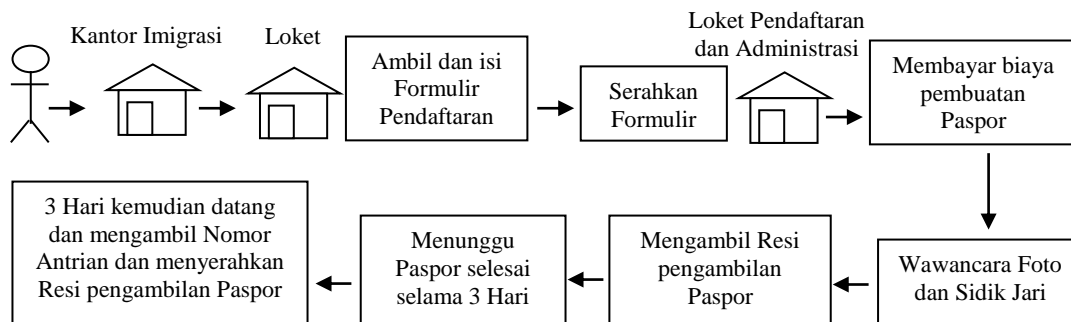 Kantor Imigrasi
Loket
Ambil dan isi
Formulir
Pendaftaran
Serahkan
Formulir
Loket Pendaftaran
dan Administrasi
Membayar biaya
pembuatan
Paspor
Wawancara Foto
dan Sidik Jari
Mengambil Resi
pengambilan
Paspor
Menunggu
Paspor selesai
selama 3 Hari
3 Hari kemudian datang
dan mengambil Nomor
Antrian dan menyerahkan
Resi pengambilan Paspor